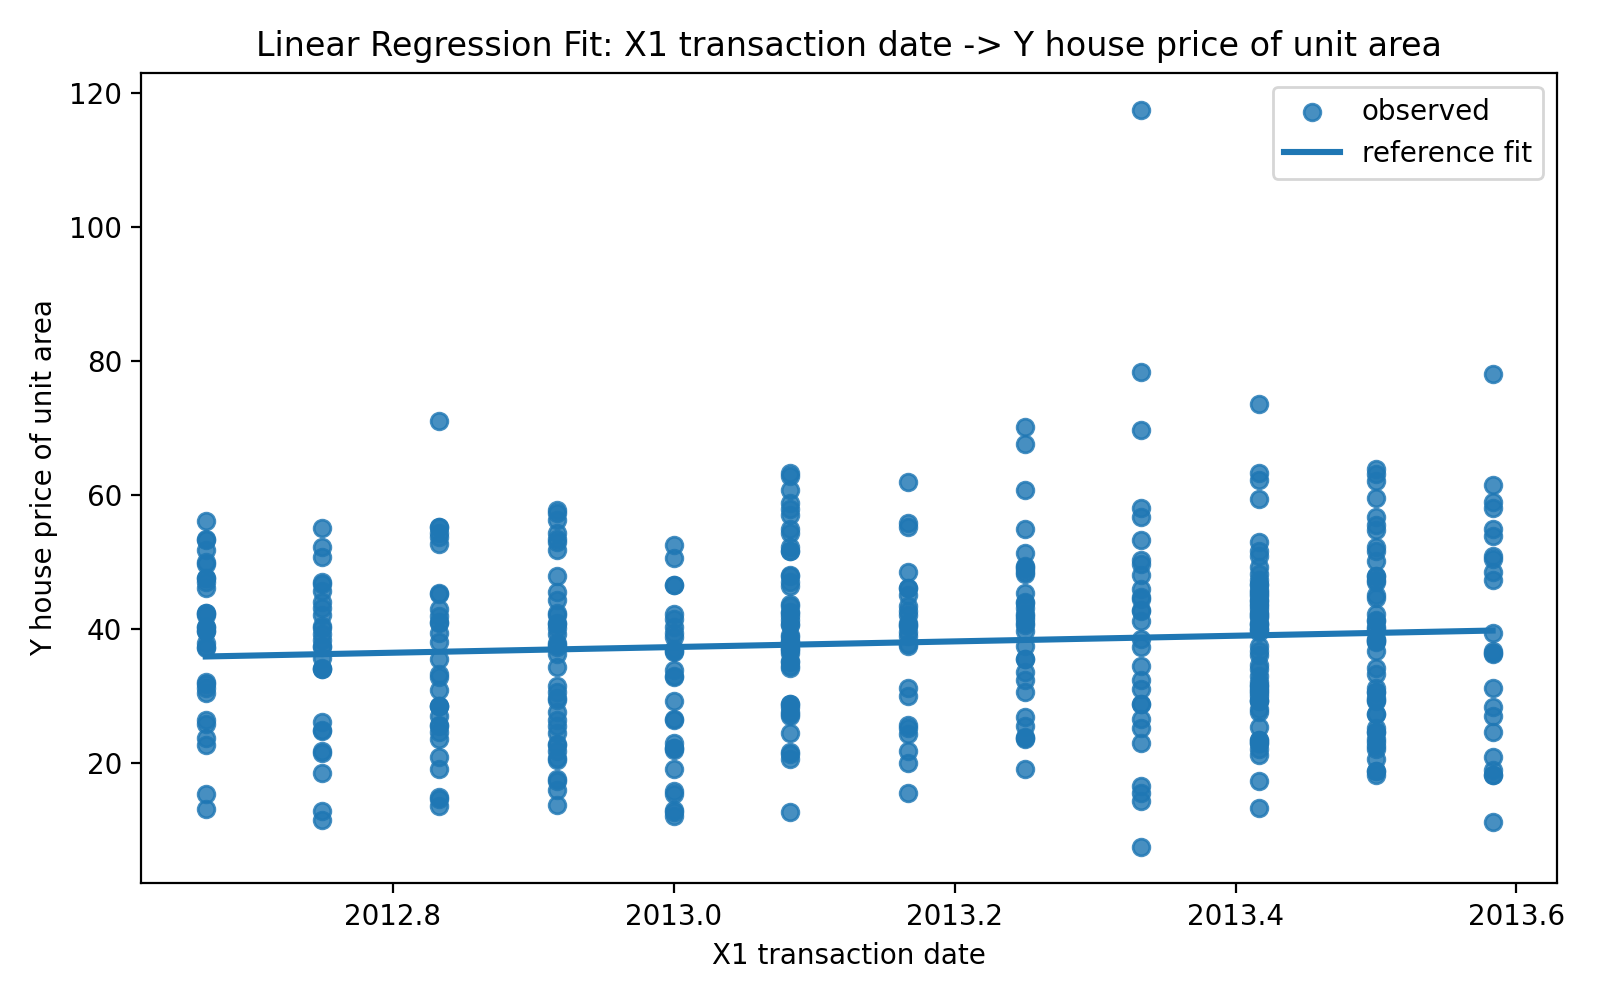 Linear Regression Fit: X1 transaction date -> Y house price of unit area
observed
reference fit
Y house price of unit area
120
100
80
60
40
20
2012.8
2013.0
2013.2
2013.4
2013.6
X1 transaction date